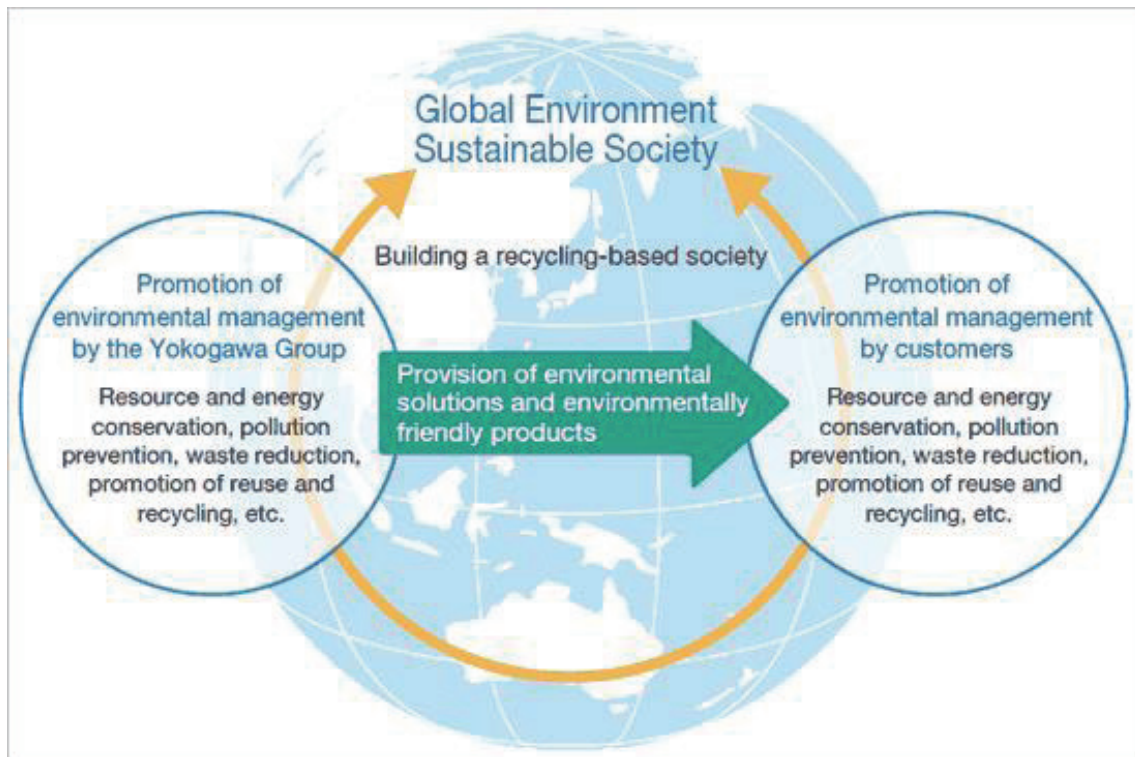 Global Environment
Sustainable Society
Building a recycling-based society
Promotion of
environmental management
by the Yokogawa Group
Resource and energy
conservation, pollution
prevention, waste reduction,
promotion of reuse and
recycling, etc.
Provision of environmental
solutions and environmentally
friendly products
Promotion of
environmental management
by customers
Resource and energy
conservation, pollution
prevention, waste reduction,
promotion of reuse and
recycling, etc.